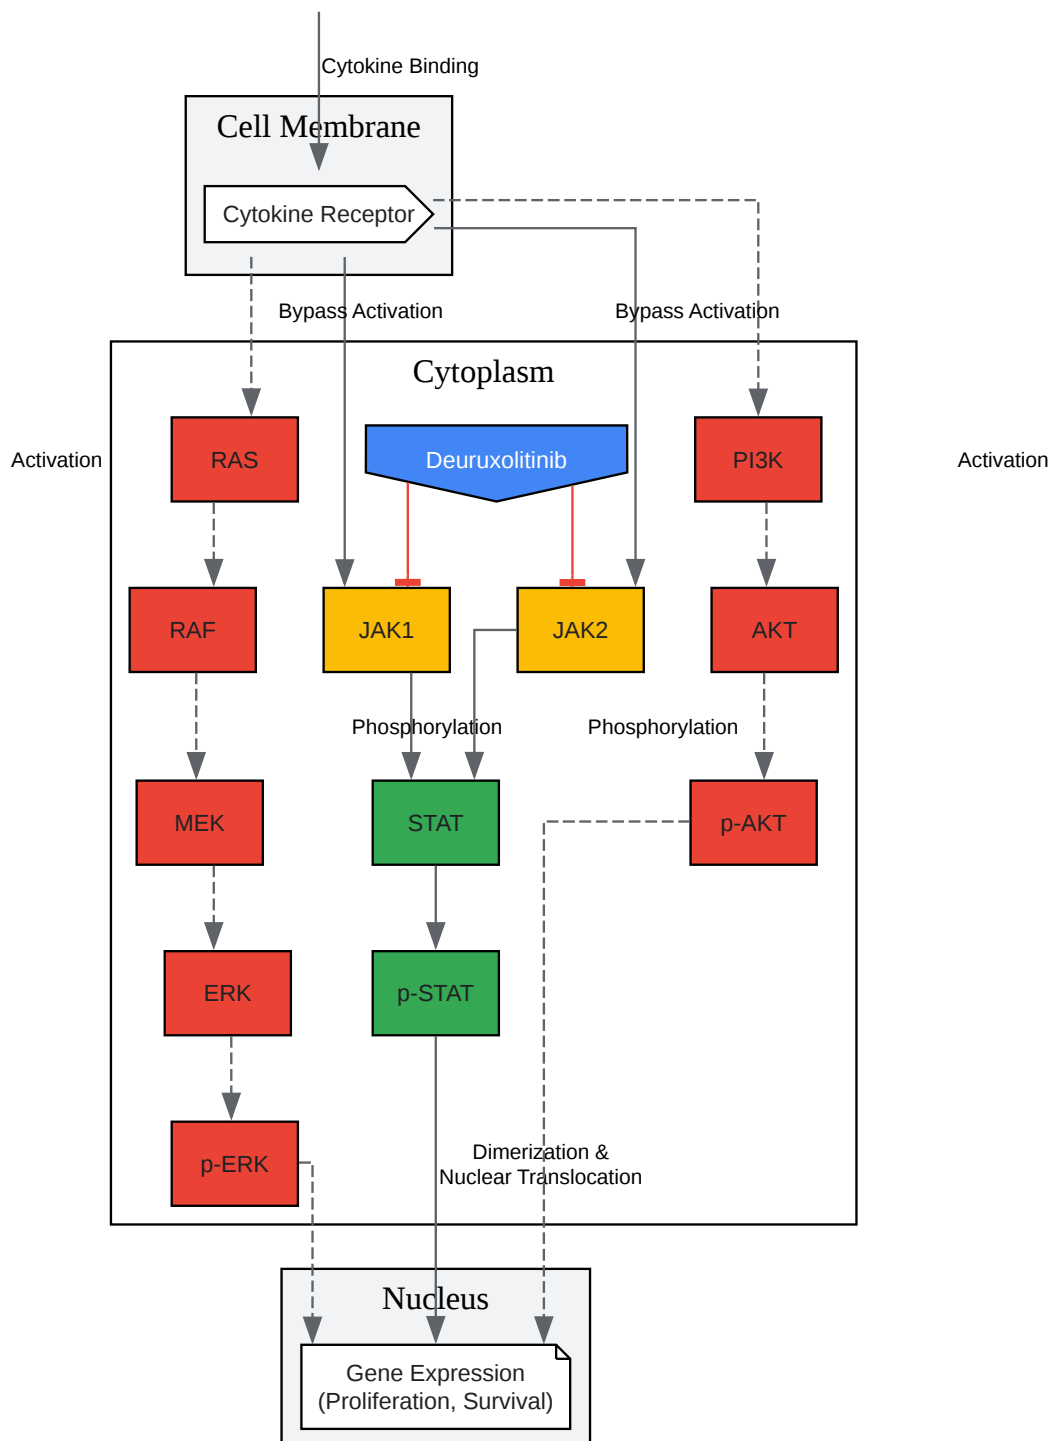 Cytokine Binding
Cell Membrane
Cytokine Receptor
Bypass Activation
Bypass Activation
Cytoplasm
Activation
RAS
Deuruxolitinib
PI3K
Activation
RAF
JAK1
JAK2
AKT
Phosphorylation
Phosphorylation
MEK
STAT
p-AKT
ERK
p-STAT
Dimerization &
Nuclear Translocation
p-ERK
Nucleus
Gene Expression
(Proliferation, Survival)